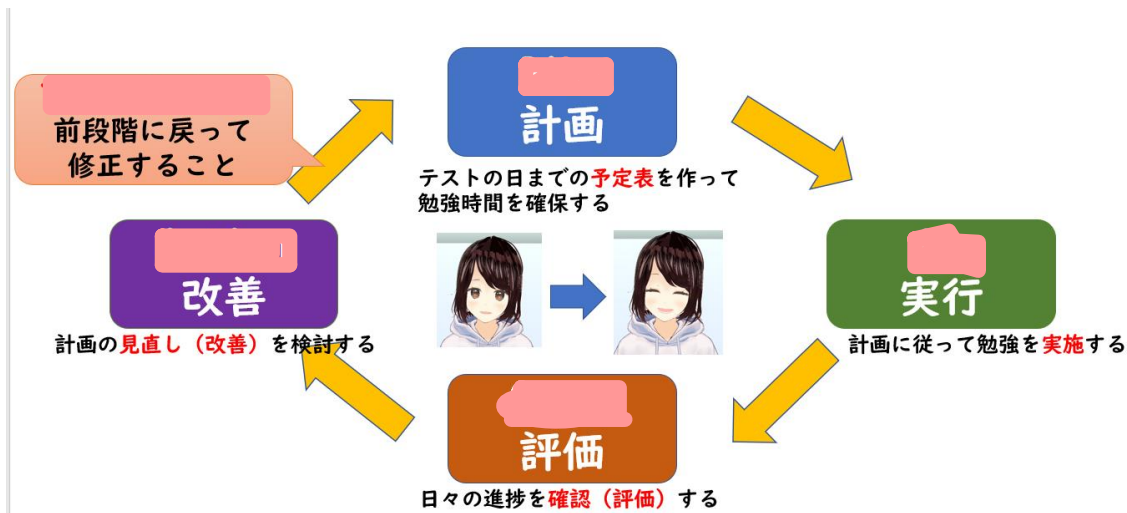 前段階に戻って
修正すること
計画
テストの日までの予定表を作って
勉強時間を確保する
改善
計画の見直し（改善）を検討する
実行
計画に従って勉強を実施する
評価
日々の進捗を確認（評価）する